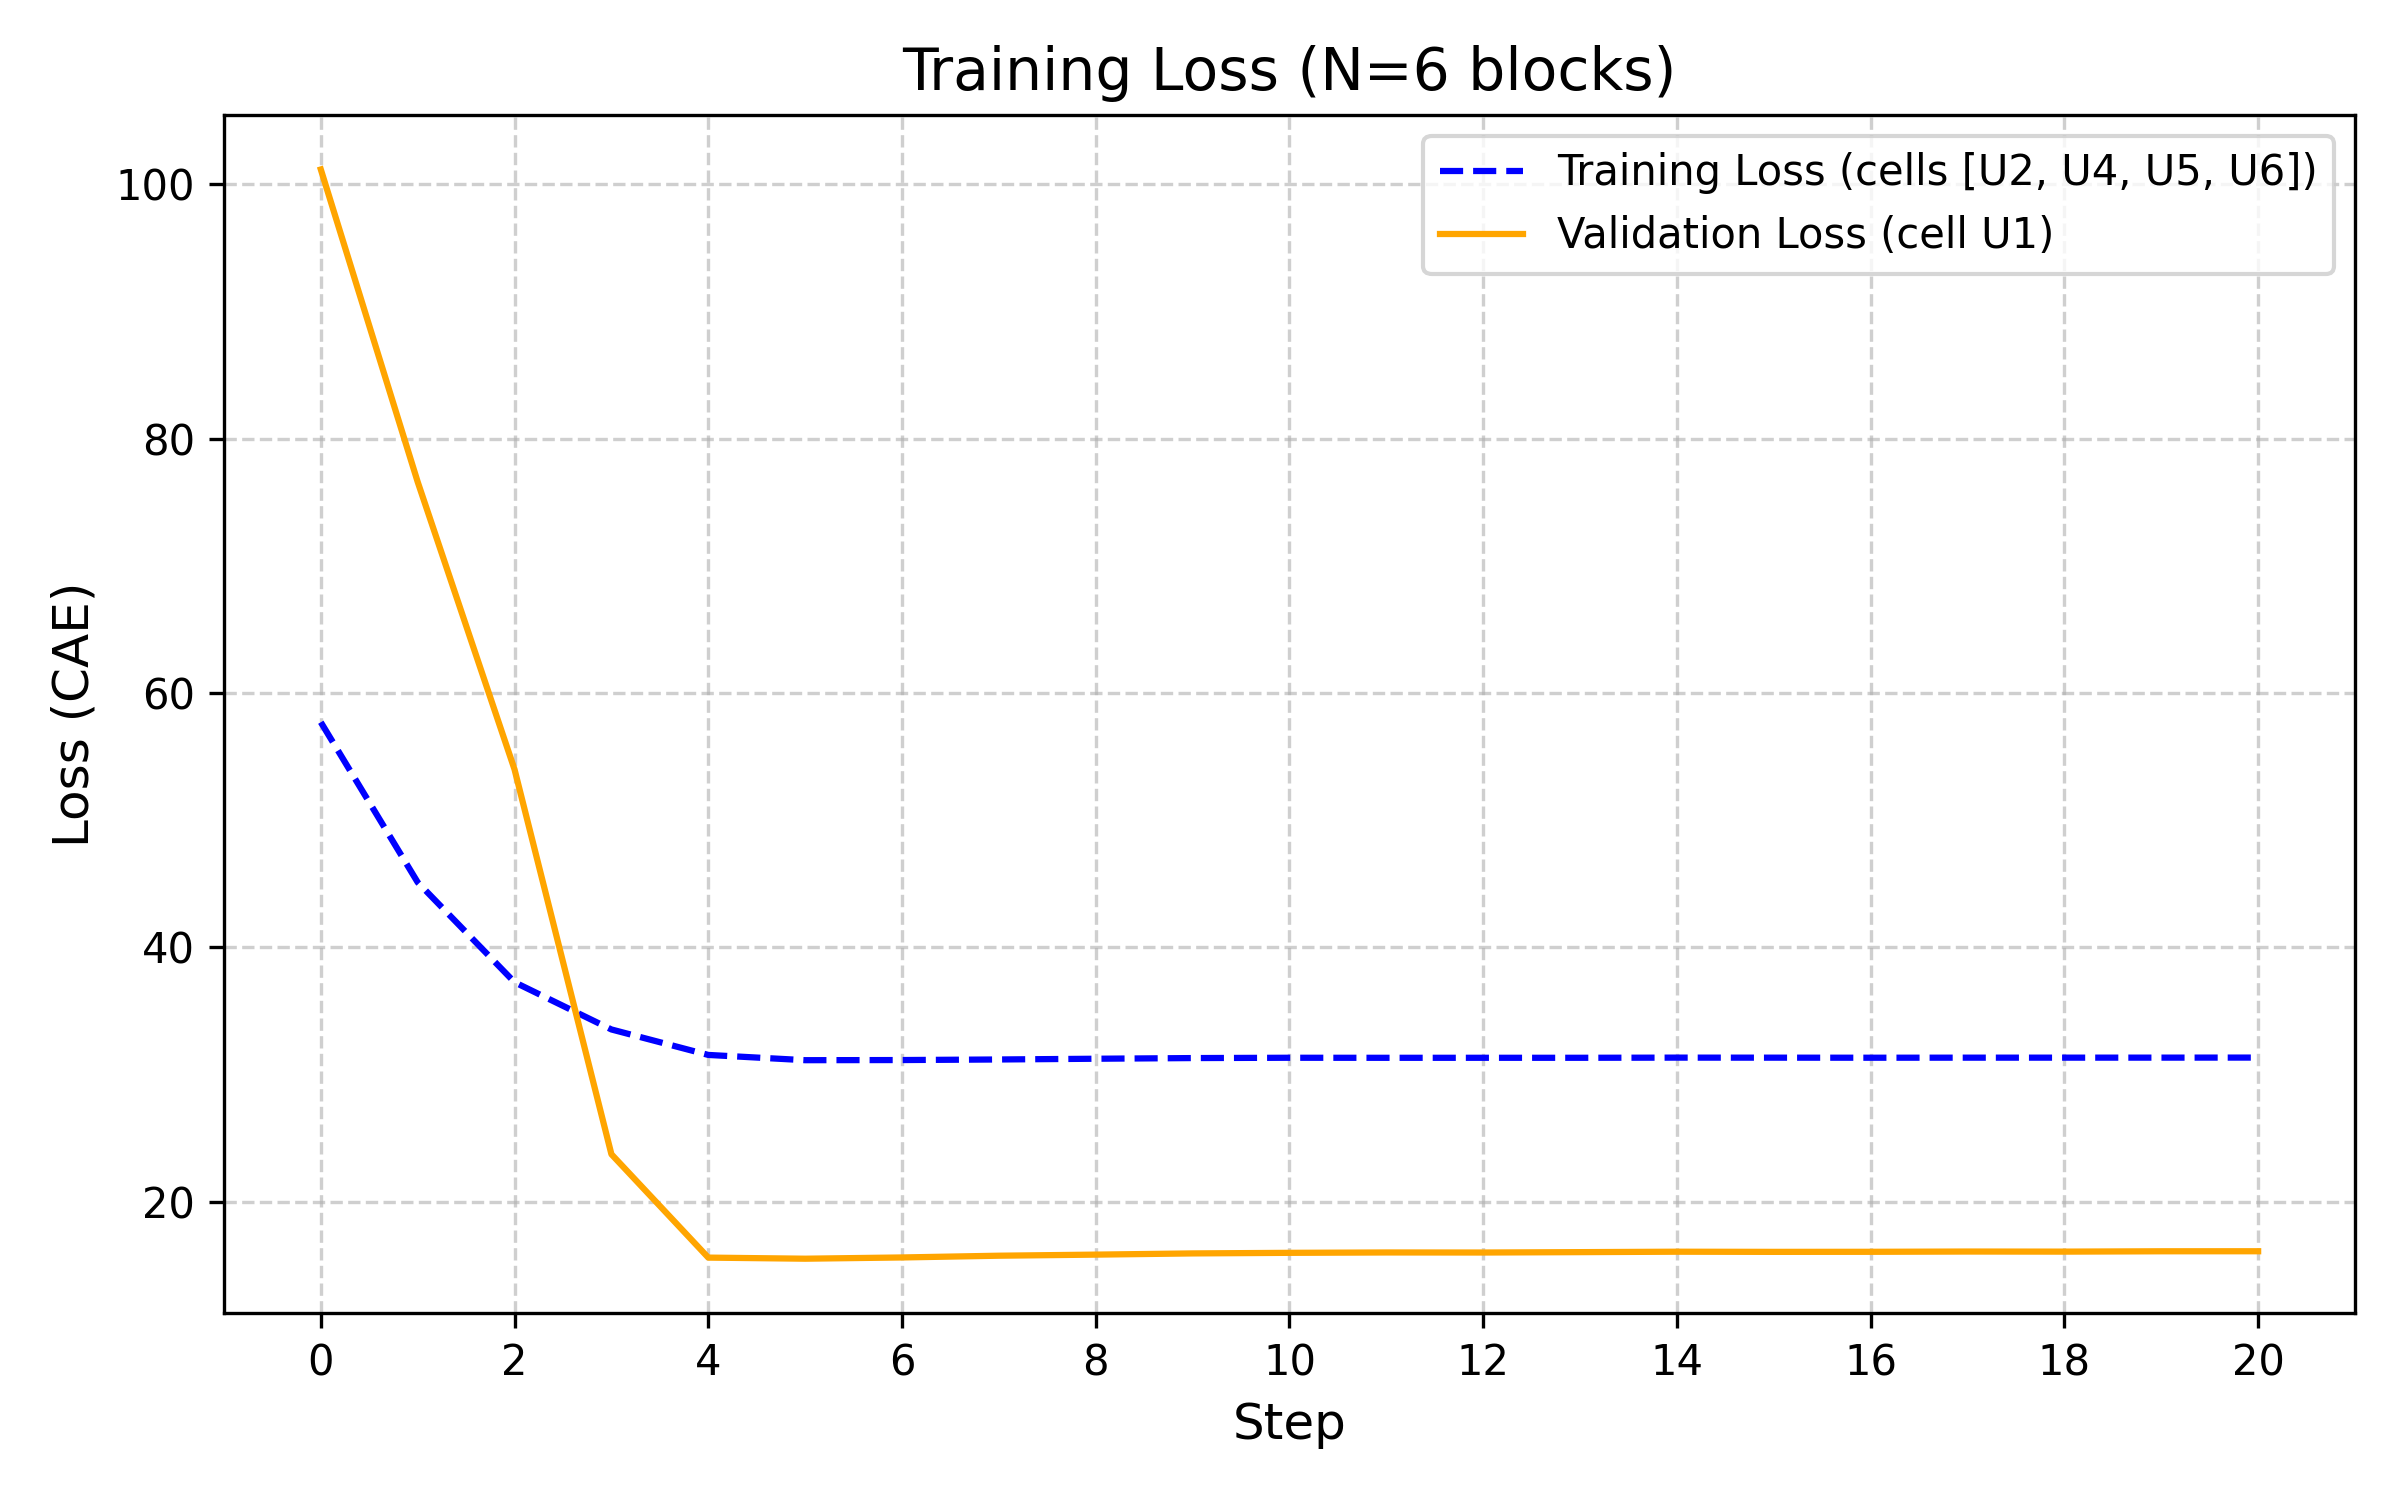 Training Loss (N=6 blocks)
Training Loss (cells [U2, U4, U5, U6])
Validation Loss (cell U1)
Loss (CAE)
100
80
60
40
20
0 2 4 6 8 10 12 14 16 18 20
Step